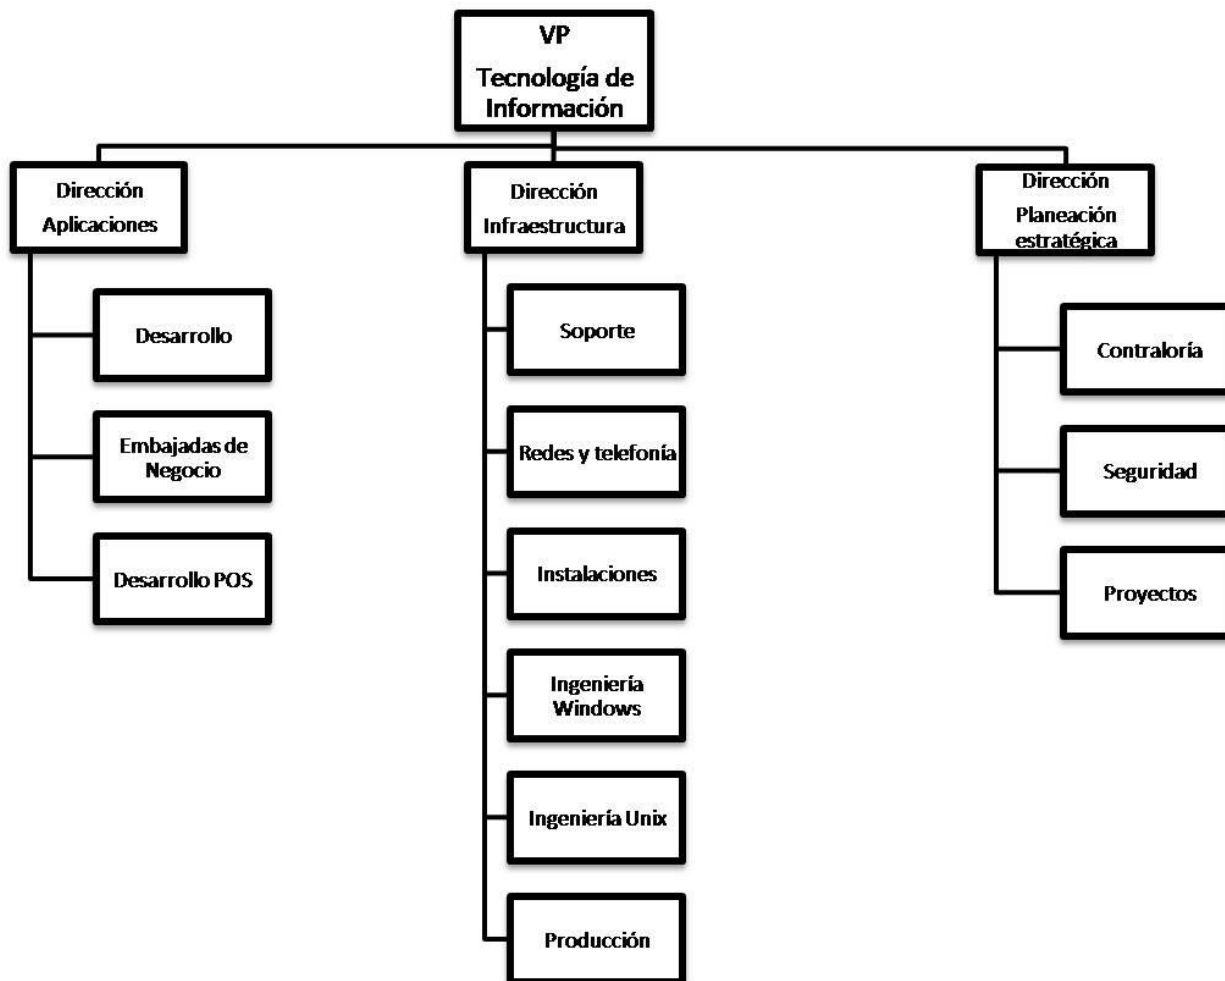 VP
Tecnología de
Información
Dirección
Aplicaciones
Desarrollo
Embajadas de
Negocio
Desarrollo POS
Dirección
Infraestructura
Soporte
Redes y telefonía
Instalaciones
Ingeniería
Windows
Ingeniería Unix
Producción
Dirección
Planeación
estratégica
Contraloría
Seguridad
Proyectos